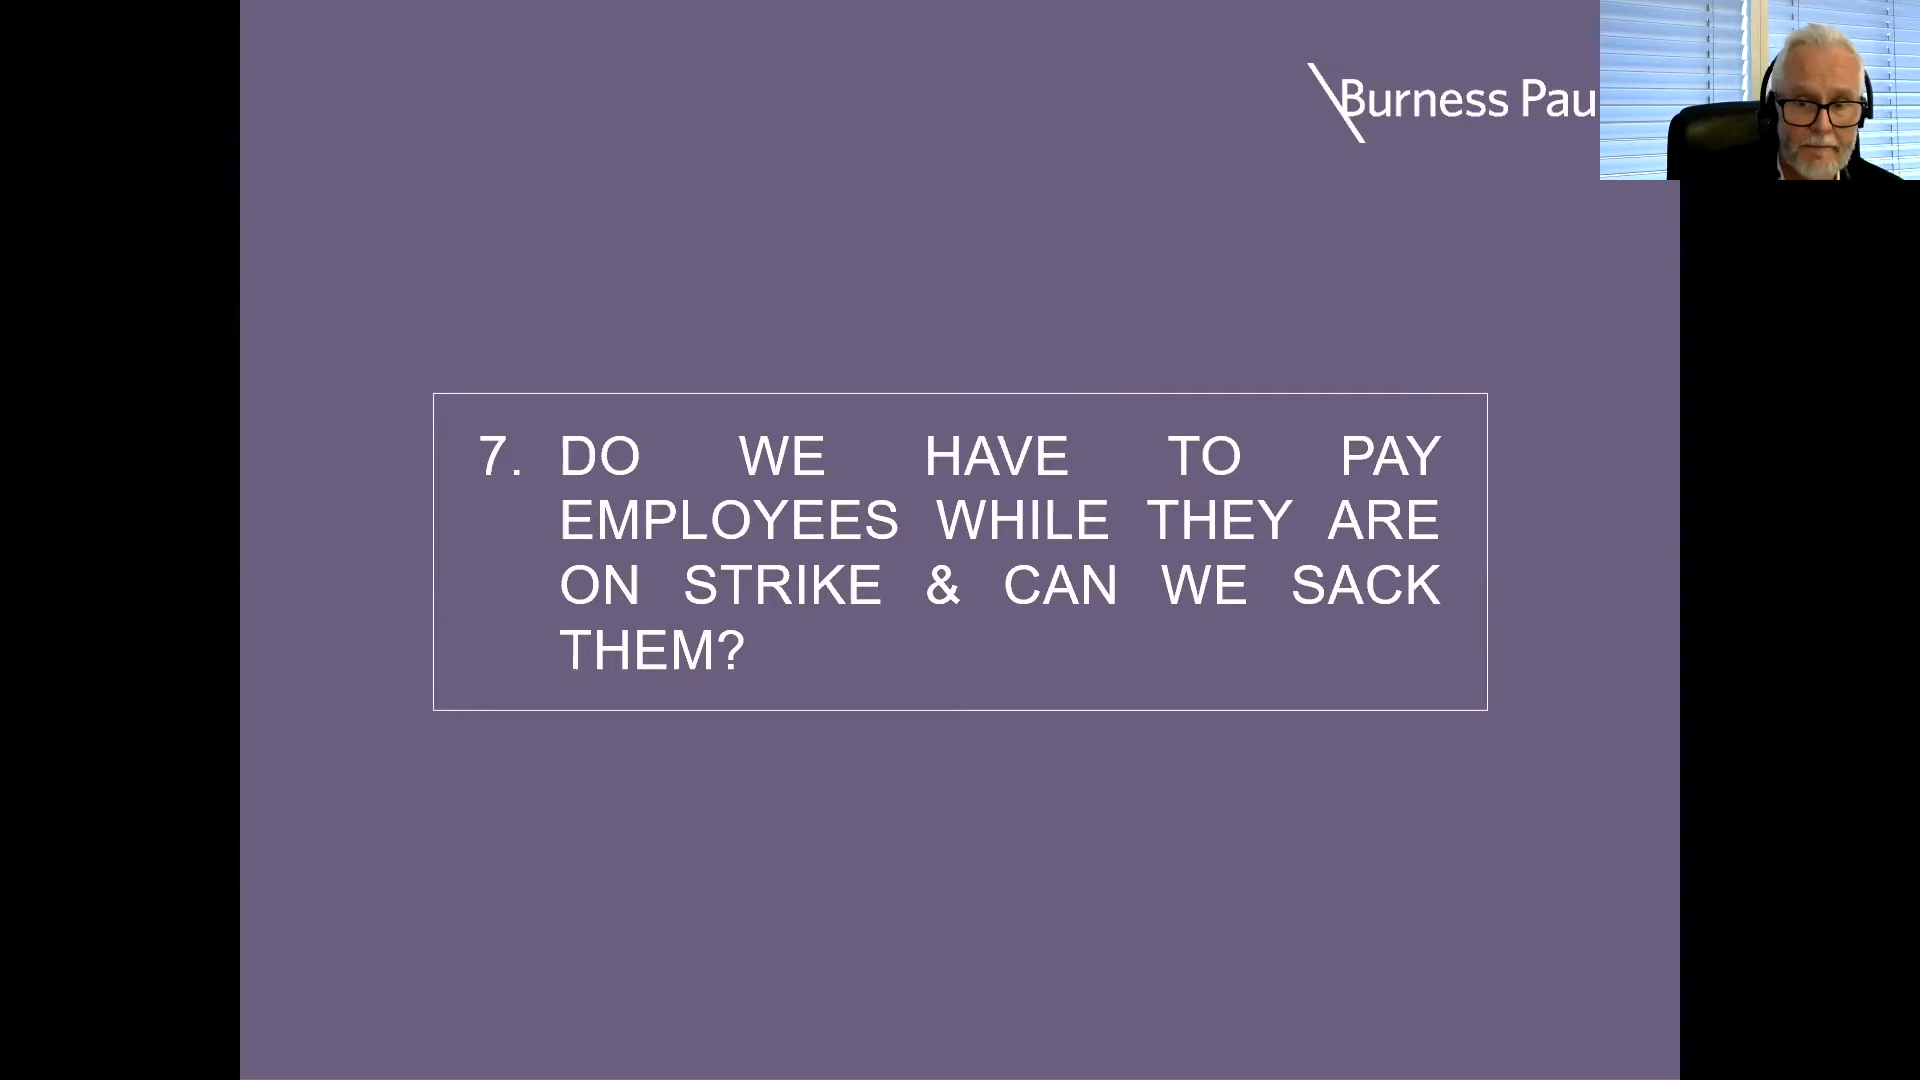 Burness Pau
7. DO WE HAVE TO PAY
EMPLOYEES WHILE THEY ARE
ON STRIKE & CAN WE SACK
THEM?